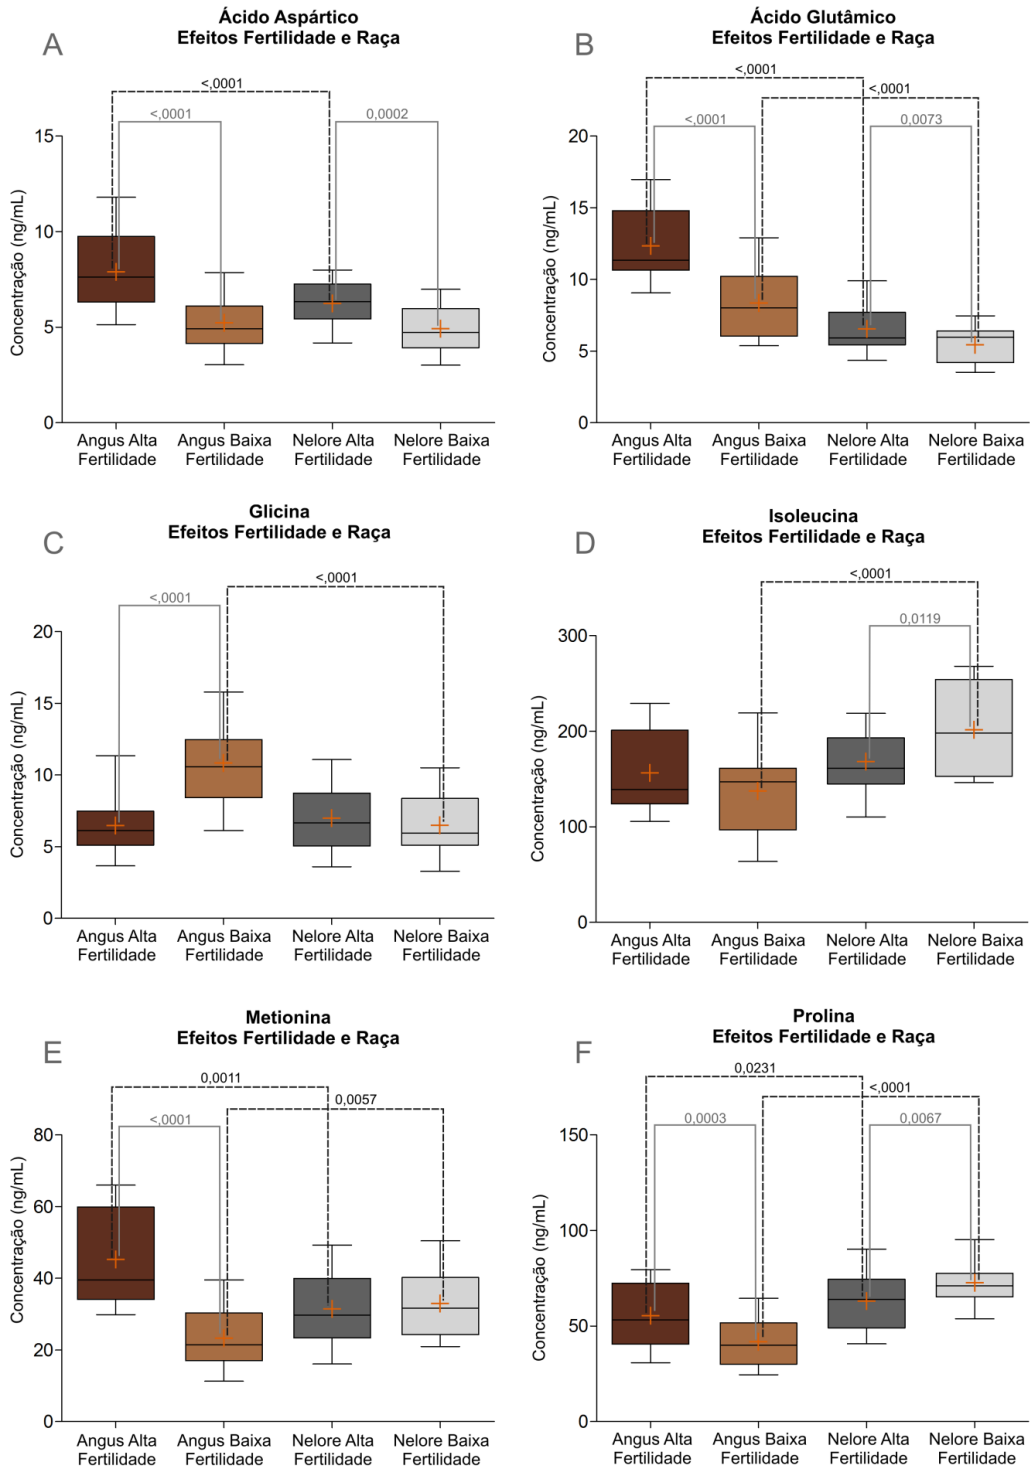 A
Ácido Aspártico
Efeitos Fertilidade e Raça
<,0001
<,0001
0,0002
Concentração (ng/mL)
15
10
5
0
Angus Alta Fertilidade
Angus Baixa Fertilidade
Nelore Alta Fertilidade
Nelore Baixa Fertilidade
B
Ácido Glutâmico
Efeitos Fertilidade e Raça
<,0001
<,0001
<,0001
0,0073
Concentração (ng/mL)
20
15
10
5
0
Angus Alta Fertilidade
Angus Baixa Fertilidade
Nelore Alta Fertilidade
Nelore Baixa Fertilidade
C
Glicina
Efeitos Fertilidade e Raça
<,0001
<,0001
Concentração (ng/mL)
20
15
10
5
0
Angus Alta Fertilidade
Angus Baixa Fertilidade
Nelore Alta Fertilidade
Nelore Baixa Fertilidade
D
Isoleucina
Efeitos Fertilidade e Raça
<,0001
0,0119
Concentração (ng/mL)
300
200
100
0
Angus Alta Fertilidade
Angus Baixa Fertilidade
Nelore Alta Fertilidade
Nelore Baixa Fertilidade
E
Metionina
Efeitos Fertilidade e Raça
0,0011
0,0057
<,0001
Concentração (ng/mL)
80
60
40
20
0
Angus Alta Fertilidade
Angus Baixa Fertilidade
Nelore Alta Fertilidade
Nelore Baixa Fertilidade
F
Prolina
Efeitos Fertilidade e Raça
0,0231
<,0001
0,0003
0,0067
Concentração (ng/mL)
150
100
50
0
Angus Alta Fertilidade
Angus Baixa Fertilidade
Nelore Alta Fertilidade
Nelore Baixa Fertilidade